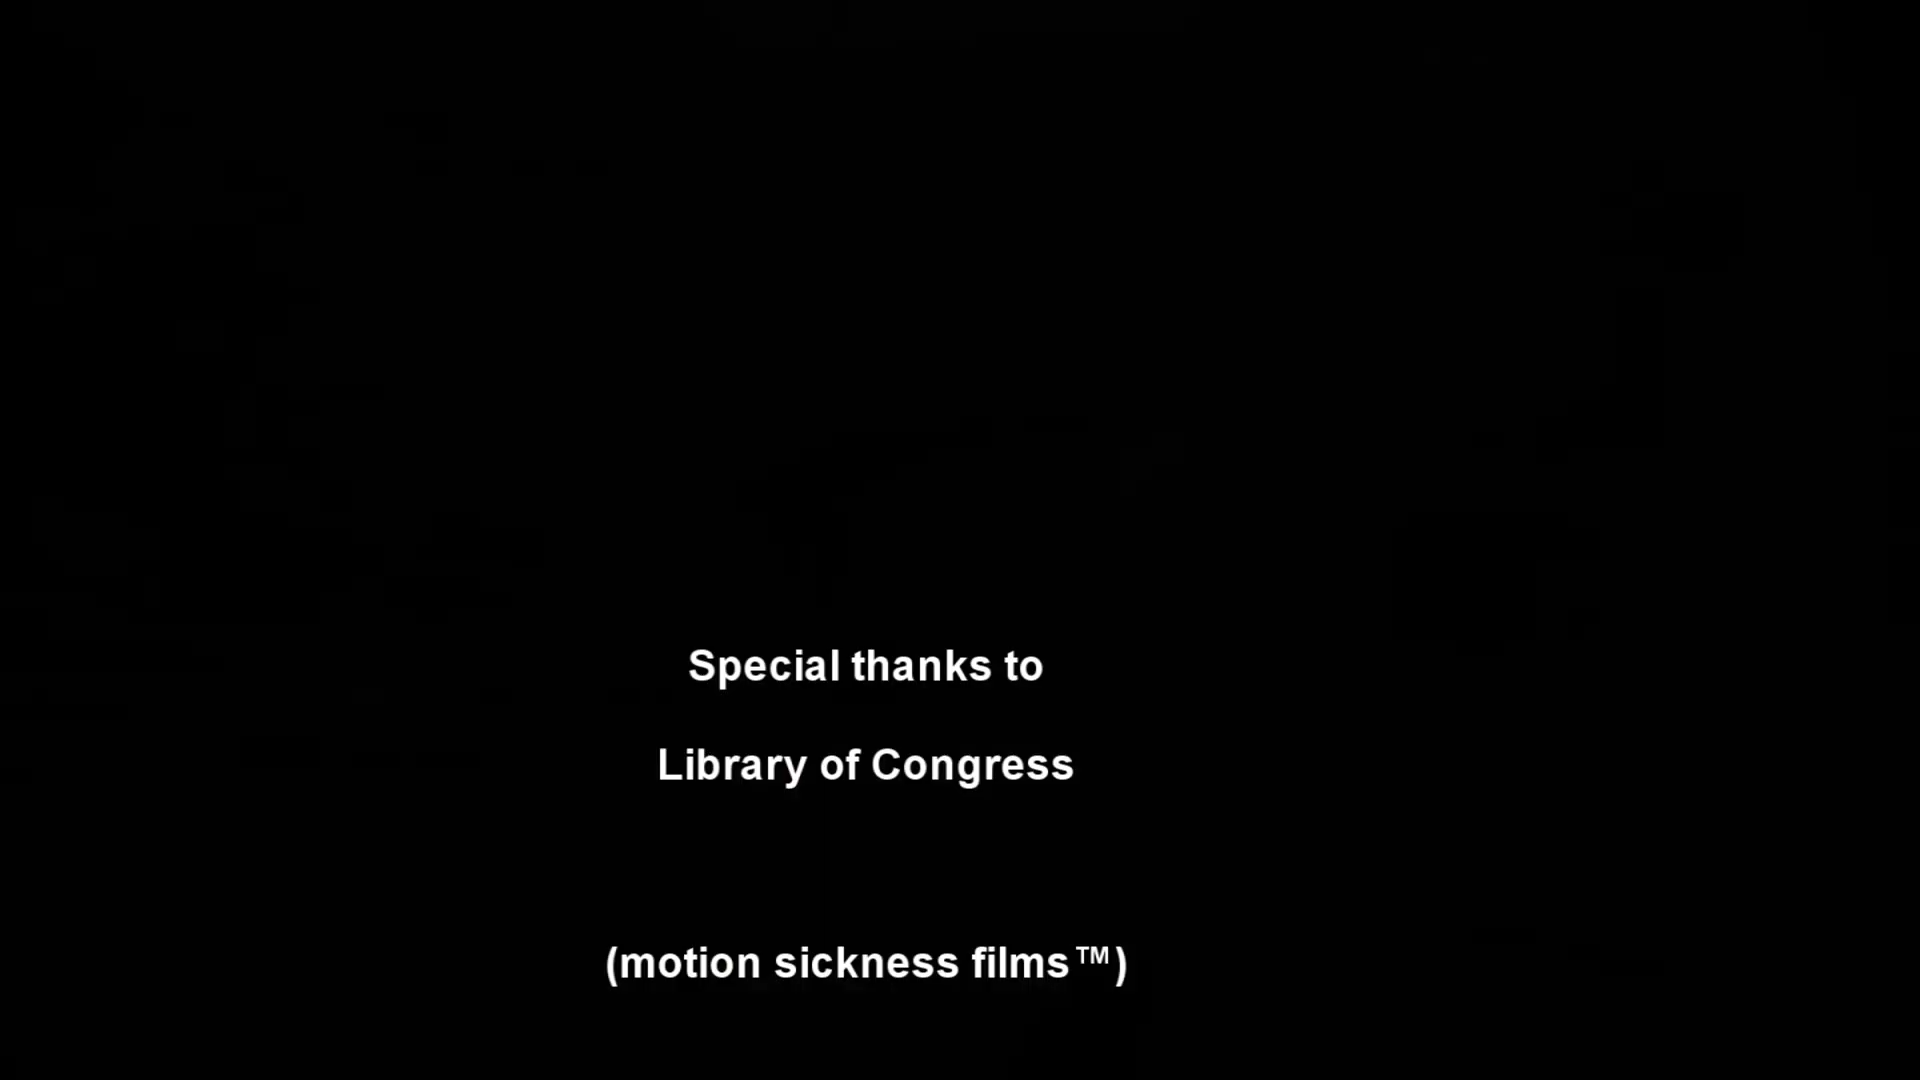 Special thanks to
Library of Congress
(motion sickness films™)